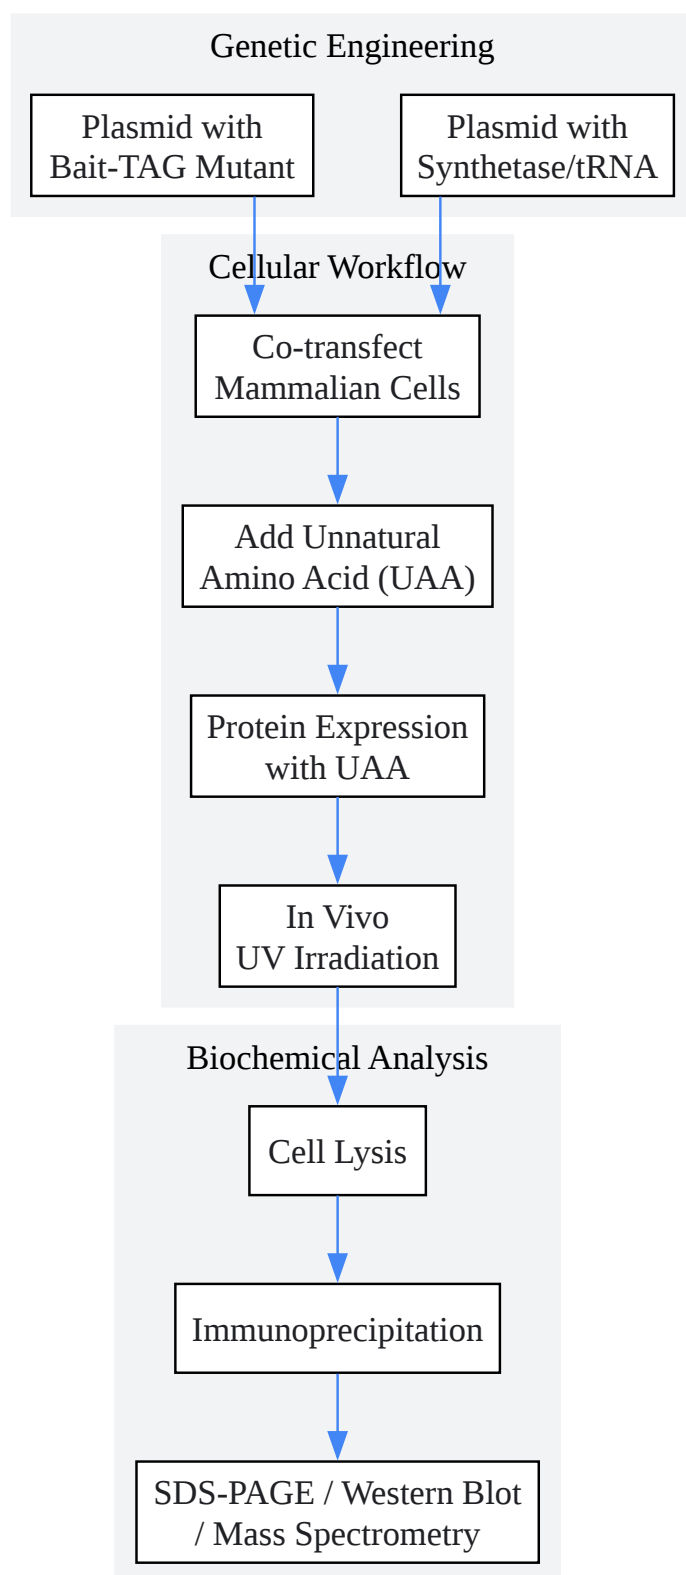 Genetic Engineering
Plasmid with
Bait-TAG Mutant
Plasmid with
Synthetase/tRNA
Cellular Workflow
Co-transfect
Mammalian Cells
Add Unnatural
Amino Acid (UAA)
Protein Expression
with UAA
In Vivo
UV Irradiation
Biochemical Analysis
Cell Lysis
Immunoprecipitation
SDS-PAGE / Western Blot
/ Mass Spectrometry